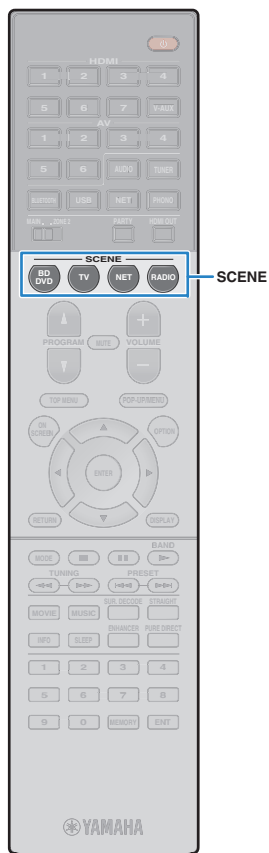 HDMI
1 2 3 4
5 6 7 V-AUX
AV
1 2 3 4
5 6 AUDIO TUNER
BLUETOOTH USB NET PHONO
MAIN ZONE 2 PARTY HDMI OUT
SCENE
BD DVD TV NET RADIO
SCENE
PROGRAM MUTE VOLUME
TOP MENU POP-UP/MENU
ON SCREEN OPTION
ENTER
RETURN DISPLAY
BAND
MODE
TUNING PRESET
MOVIE MUSIC SUR. DECODE STRAIGHT
INFO SLEEP ENHANCER PURE DIRECT
1 2 3 4
5 6 7 8
9 0 MEMORY ENT
YAMAHA